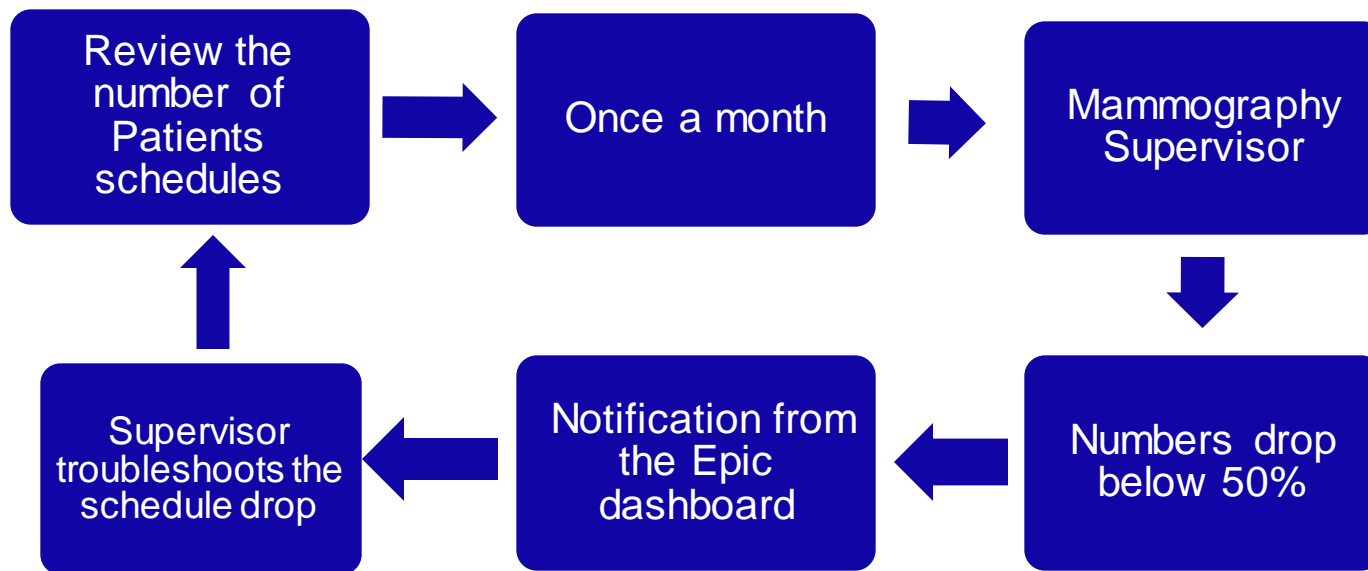 Review the
number of
Patients
schedules
Once a month
Mammography
Supervisor
Numbers drop
below 50%
Notification from
the Epic
dashboard
Supervisor
troubleshoots the
schedule drop